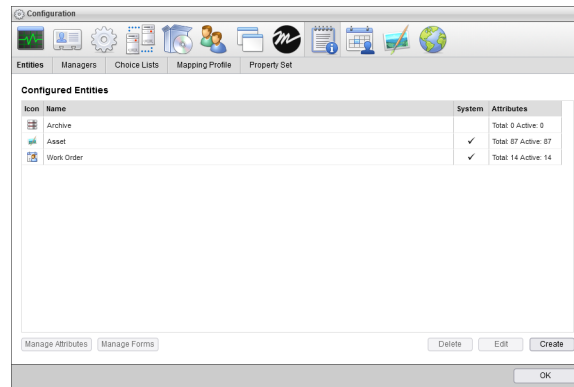 Configuration
Entities Managers Choice Lists Mapping Profile Property Set
Configured Entities
Icon Name System Attributes
Archive Total: 0 Active: 0
Asset ✓ Total: 87 Active: 87
Work Order ✓ Total: 14 Active: 14
Manage Attributes Manage Forms Delete Edit Create
OK